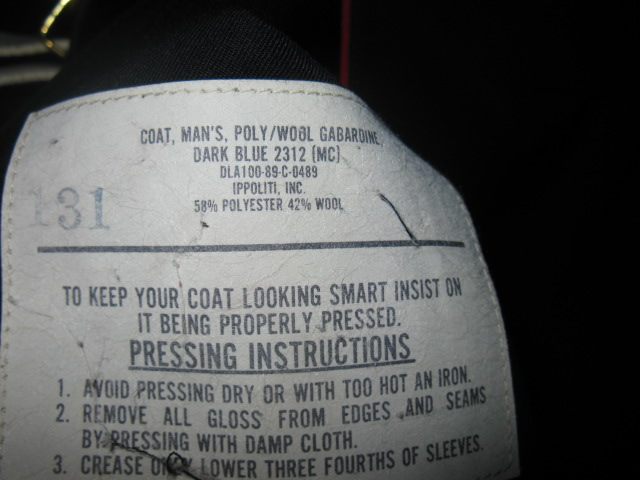 COAT, MAN'S, POLY/WOOL GABARDINE,
DARK BLUE 2312 (MC)
DLA100-89-C-0489
IPPOLITI, INC.
58% POLYESTER 42% WOOL
131
TO KEEP YOUR COAT LOOKING SMART INSIST ON
IT BEING PROPERLY PRESSED.
PRESSING INSTRUCTIONS
1. AVOID PRESSING DRY OR WITH TOO HOT AN IRON.
2. REMOVE ALL GLOSS FROM EDGES AND SEAMS
BY PRESSING WITH DAMP CLOTH.
3. CREASE ONLY LOWER THREE FOURTHS OF SLEEVES.